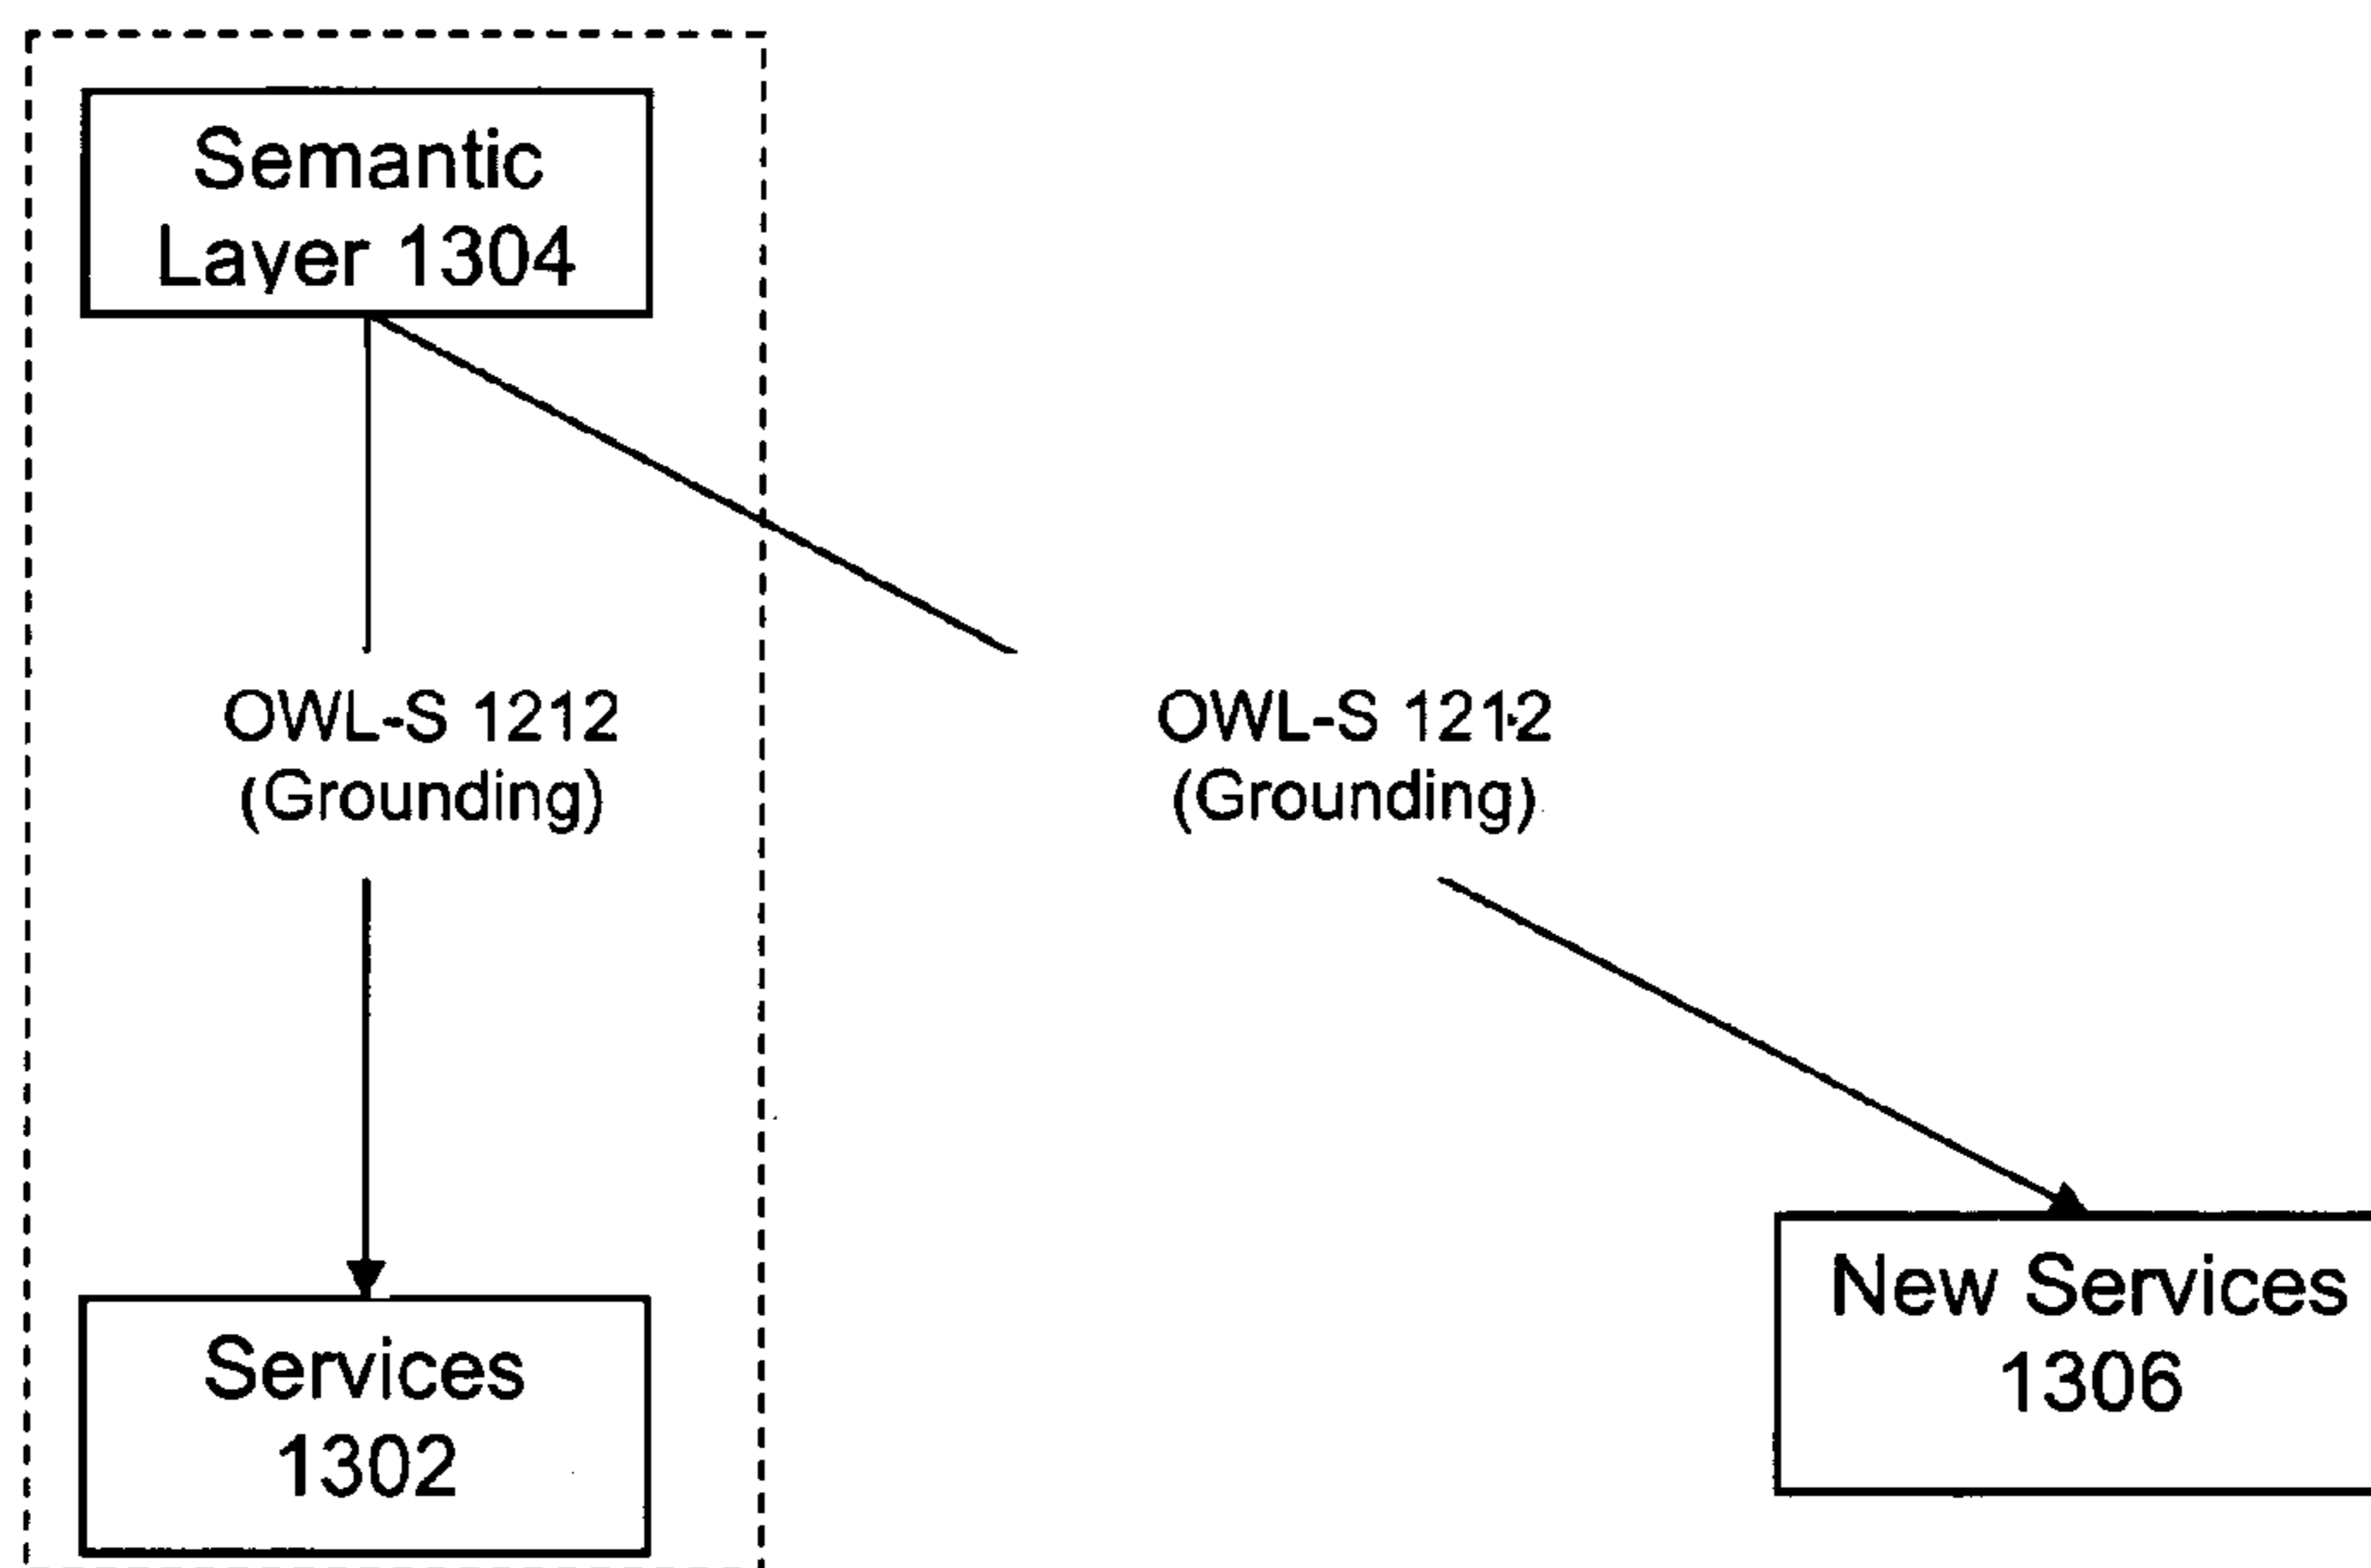 Semantic
Layer 1304
OWL-S 1212
(Grounding)
OWL-S 1212
(Grounding)
Services
1302
New Services
1306